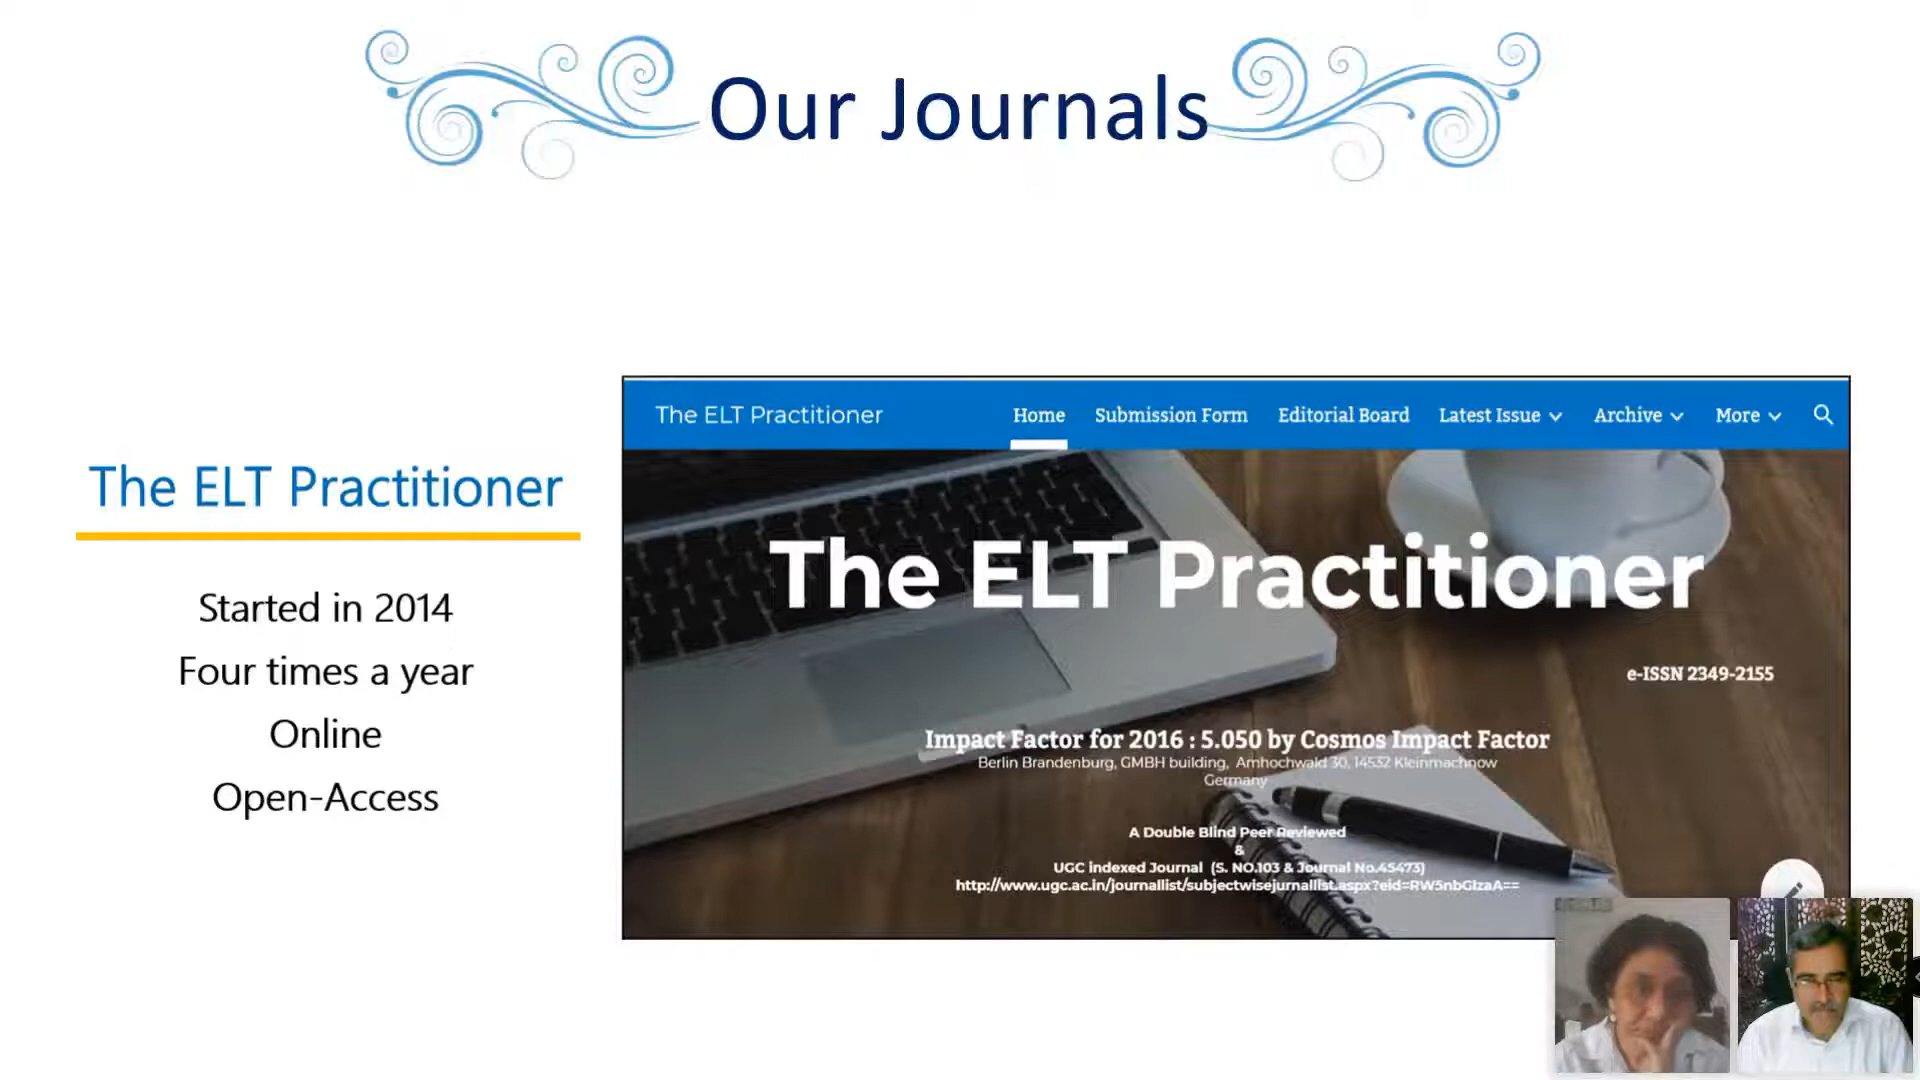 Our Journals
The ELT Practitioner
Started in 2014
Four times a year
Online
Open-Access
The ELT Practitioner
Home
Submission Form
Editorial Board
Latest Issue
Archive
More
The ELT Practitioner
e-ISSN 2349-2155
Impact Factor for 2016 : 5.050 by Cosmos Impact Factor
Berlin Brandenburg, GMBH building, Amhochwald 30, 14532 Kleinmachnow
Germany
A Double Blind Peer Reviewed
&
UGC indexed Journal (S. NO.103 & Journal No.45473)
http://www.ugc.ac.in/journallist/subjectwisejurnallist.aspx?eid=RW5nbGlzaA==